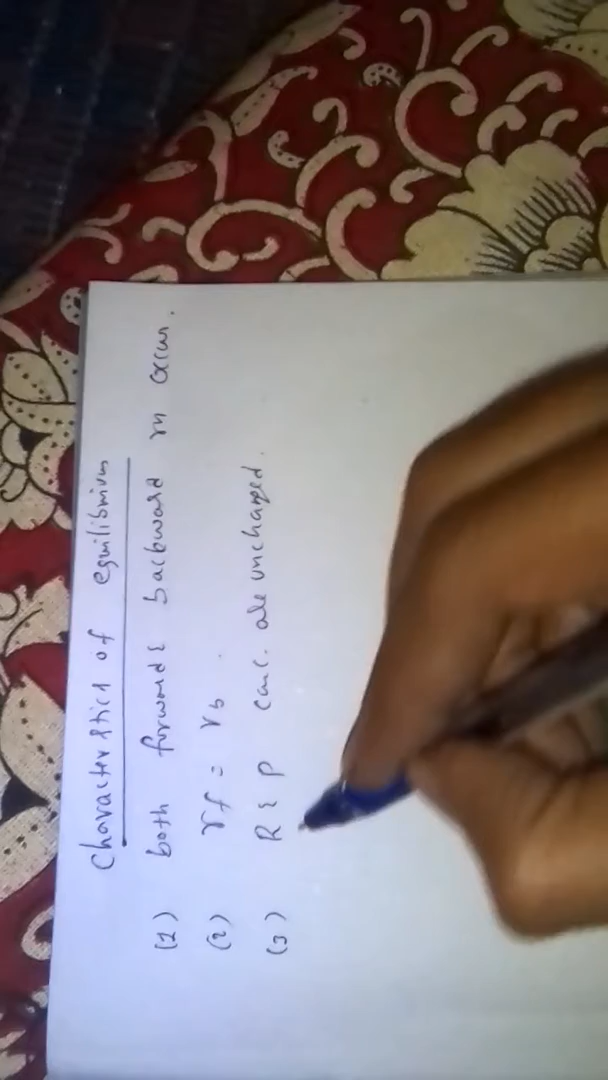 Characteristics of equilibrium
(1) both forward & backward rxn occur.
(2) rf = rb.
(3) R & P conc. are unchanged.